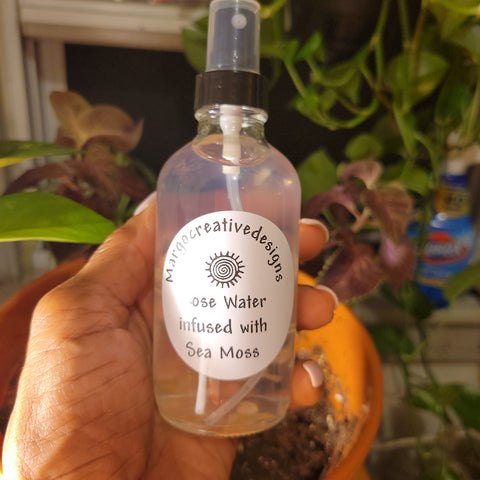 Margocreativedesigns
ose Water
infused with
Sea Moss